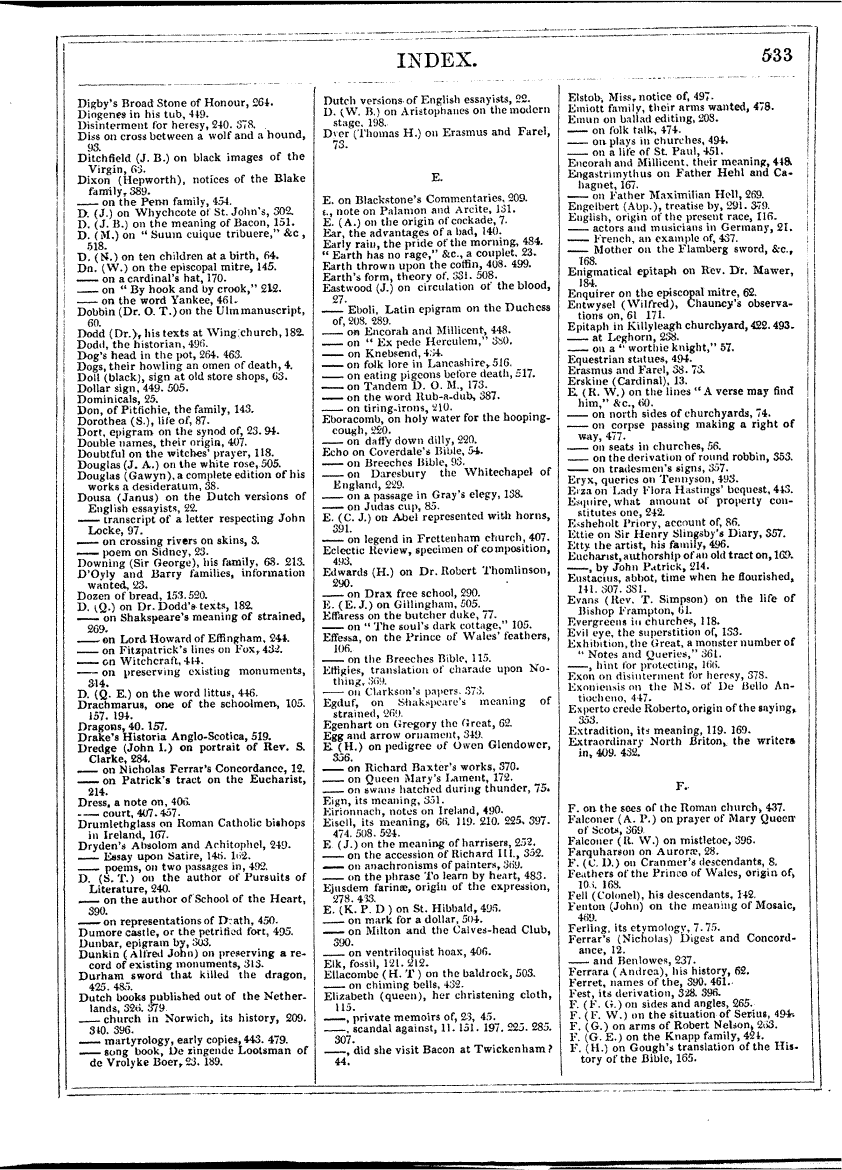 INDEX.
533
Digby's Broad Stone of Honour, 264.
Diogenes in his tub, 449.
Disinterment for heresy, 240. 378.
Diss on cross between a wolf and a hound,
93.
Ditchfield (J. B.) on black images of the
Virgin, 63.
Dixon (Hepworth), notices of the Blake
family, 389.
—— on the Penn family, 454.
D. (J.) on Whychcote of St. John's, 302.
D. (J. B.) on the meaning of Bacon, 151.
D. (M.) on " Suum cuique tribuere," &c ,
518.
D. (N.) on ten children at a birth, 64.
Dn. (W.) on the episcopal mitre, 145.
—— on a cardinal's hat, 170.
—— on " By hook and by crook," 212.
—— on the word Yankee, 461.
Dobbin (Dr. O. T.) on the Ulm manuscript,
60.
Dodd (Dr.), his texts at Wing church, 182.
Dodd, the historian, 496.
Dog's head in the pot, 264. 463.
Dogs, their howling an omen of death, 4.
Doll (black), sign at old store shops, 63.
Dollar sign, 449. 505.
Dominicals, 25.
Don, of Pitfichie, the family, 143.
Dorothea (S.), life of, 87.
Dort, epigram on the synod of, 23. 94.
Double names, their origin, 407.
Doubtful on the witches' prayer, 118.
Douglas (J. A.) on the white rose, 505.
Douglas (Gawyn), a complete edition of his
works a desideratum, 38.
Dousa (Janus) on the Dutch versions of
English essayists, 22.
—— transcript of a letter respecting John
Locke, 97.
—— on crossing rivers on skins, 3.
—— poem on Sidney, 23.
Downing (Sir George), his family, 68. 213.
D'Oyly and Barry families, information
wanted, 23.
Dozen of bread, 153. 520.
D. (Q.) on Dr. Dodd's texts, 182.
—— on Shakspeare's meaning of strained,
269.
—— on Lord Howard of Effingham, 244.
—— on Fitzpatrick's lines on Fox, 432.
—— on Witchcraft, 444.
—— on preserving existing monuments,
314.
D. (Q. E.) on the word littus, 446.
Drachmarus, one of the schoolmen, 105.
157. 194.
Dragons, 40. 157.
Drake's Historia Anglo-Scotica, 519.
Dredge (John I.) on portrait of Rev. S.
Clarke, 284.
—— on Nicholas Ferrar's Concordance, 12.
—— on Patrick's tract on the Eucharist,
214.
Dress, a note on, 406.
—— court, 407. 457.
Drumlethglass on Roman Catholic bishops
in Ireland, 167.
Dryden's Absolom and Achitophel, 249.
—— Essay upon Satire, 146. 162.
—— poems, on two passages in, 492.
D. (S. T.) on the author of Pursuits of
Literature, 240.
—— on the author of School of the Heart,
390.
—— on representations of Death, 450.
Dumore castle, or the petrified fort, 495.
Dunbar, epigram by, 303.
Dunkin (Alfred John) on preserving a re-
cord of existing monuments, 313.
Durham sword that killed the dragon,
425. 485.
Dutch books published out of the Nether-
lands, 326. 379.
—— church in Norwich, its history, 209.
340. 396.
—— martyrology, early copies, 443. 479.
—— song book, De zingende Lootsman of
de Vrolyke Boer, 23. 189.
Dutch versions of English essayists, 22.
D. (W. B.) on Aristophanes on the modern
stage, 198.
Dyer (Thomas H.) on Erasmus and Farel,
73.
E.
E. on Blackstone's Commentaries, 209.
ε., note on Palamon and Arcite, 131.
E. (A.) on the origin of cockade, 7.
Ear, the advantages of a bad, 140.
Early rain, the pride of the morning, 484.
" Earth has no rage," &c., a couplet, 23.
Earth thrown upon the coffin, 408. 499.
Earth's form, theory of, 331. 508.
Eastwood (J.) on circulation of the blood,
27.
—— Eboli, Latin epigram on the Duchess
of, 208. 289.
—— on Encorah and Millicent, 448.
—— on " Ex pede Herculem," 380.
—— on Knebsend, 434.
—— on folk lore in Lancashire, 516.
—— on eating pigeons before death, 517.
—— on Tandem D. O. M., 173.
—— on the word Rub-a-dub, 387.
—— on tiring-irons, 210.
Eboracomb, on holy water for the hooping-
cough, 220.
—— on daffy down dilly, 220.
Echo on Coverdale's Bible, 54.
—— on Breeches Bible, 93.
—— on Daresbury the Whitechapel of
England, 229.
—— on a passage in Gray's elegy, 138.
—— on Judas cup, 85.
E. (C. J.) on Abel represented with horns,
391.
—— on legend in Frettenham church, 407.
Eclectic Review, specimen of composition,
493.
Edwards (H.) on Dr. Robert Thomlinson,
290.
—— on Drax free school, 290.
E. (E. J.) on Gillingham, 505.
Effaress on the butcher duke, 77.
—— on " The soul's dark cottage," 105.
Effessa, on the Prince of Wales' feathers,
106.
—— on the Breeches Bible, 115.
Effigies, translation of charade upon No-
thing, 369.
—— on Clarkson's papers. 373.
Egduf, on Shakspeare's meaning of
strained, 269.
Egenhart on Gregory the Great, 62.
Egg and arrow ornament, 349.
E. (H.) on pedigree of Owen Glendower,
356.
—— on Richard Baxter's works, 370.
—— on Queen Mary's Lament, 172.
—— on swans hatched during thunder, 75.
Eign, its meaning, 351.
Eirionnach, notes on Ireland, 490.
Eisell, its meaning, 66. 119. 210. 225. 397.
474. 508. 524.
E (J.) on the meaning of harrisers, 252.
—— on the accession of Richard III., 352.
—— on anachronisms of painters, 369.
—— on the phrase To learn by heart, 483.
Ejusdem farinæ, origin of the expression,
278. 433.
E. (K. P. D ) on St. Hibbald, 496.
—— on mark for a dollar, 504.
—— on Milton and the Calves-head Club,
390.
—— on ventriloquist hoax, 406.
Elk, fossil, 121. 212.
Ellacombe (H. T ) on the baldrock, 503.
—— on chiming bells, 432.
Elizabeth (queen), her christening cloth,
115.
——, private memoirs of, 23, 45.
——, scandal against, 11. 151. 197. 225. 285.
307.
——, did she visit Bacon at Twickenham?
44.
Elstob, Miss, notice of, 497.
Emiott family, their arms wanted, 478.
Emun on ballad editing, 208.
—— on folk talk, 474.
—— on plays in churches, 494.
—— on a life of St. Paul, 451.
Encorah and Millicent, their meaning, 448.
Engastrimythus on Father Hehl and Ca-
hagnet, 167.
—— on Father Maximilian Hell, 269.
Engelbert (Abp.), treatise by, 291. 379.
English, origin of the present race, 116.
—— actors and musicians in Germany, 21.
—— French, an example of, 437.
—— Mother on the Flamberg sword, &c.,
168.
Enigmatical epitaph on Rev. Dr. Mawer,
184.
Enquirer on the episcopal mitre, 62.
Entwysel (Wilfred), Chauncy's observa-
tions on, 61 171.
Epitaph in Killyleagh churchyard, 422. 493.
—— at Leghorn, 238.
—— on a " worthie knight," 57.
Equestrian statues, 494.
Erasmus and Farel, 38. 73.
Erskine (Cardinal), 13.
E. (R. W.) on the lines " A verse may find
him," &c., 60.
—— on north sides of churchyards, 74.
—— on corpse passing making a right of
way, 477.
—— on seats in churches, 56.
—— on the derivation of round robbin, 353.
—— on tradesmen's signs, 357.
Eryx, queries on Tennyson, 493.
Erza on Lady Flora Hastings' bequest, 443.
Esquire, what amount of property con-
stitutes one, 242.
Essheholt Priory, account of, 86.
Ettie on Sir Henry Slingsby's Diary, 357.
Etty the artist, his family, 496.
Eucharist, authorship of an old tract on, 169.
——, by John Patrick, 214.
Eustacius, abbot, time when he flourished,
141. 307. 381.
Evans (Rev. T. Simpson) on the life of
Bishop Frampton, 61.
Evergreens in churches, 118.
Evil eye, the superstition of, 133.
Exhibition, the Great, a monster number of
" Notes and Queries," 361.
——, hint for protecting, 166.
Exon on disinterment for heresy, 378.
Exoniensis on the MS. of De Bello An-
tiocheno, 447.
Experto crede Roberto, origin of the saying,
353.
Extradition, its meaning, 119. 169.
Extraordinary North Briton, the writers
in, 409. 432.
F.
F. on the sees of the Roman church, 437.
Falconer (A. P.) on prayer of Mary Queen
of Scots, 369
Falconer (R. W.) on mistletoe, 396.
Farquharson on Auroræ, 28.
F. (C. D.) on Cranmer's descendants, 8.
Feathers of the Prince of Wales, origin of,
106. 168.
Fell (Colonel), his descendants, 142.
Fenton (John) on the meaning of Mosaic,
469.
Ferling, its etymology, 7. 75.
Ferrar's (Nicholas) Digest and Concord-
ance, 12.
—— and Benlowes, 237.
Ferrara (Andrea), his history, 62.
Ferret, names of the, 390. 461.
Fest, its derivation, 328. 396.
F. (F. G.) on sides and angles, 265.
F. (F. W.) on the situation of Serius, 494.
F. (G.) on arms of Robert Nelson, 263.
F. (G. E.) on the Knapp family, 424.
F. (H.) on Gough's translation of the His-
tory of the Bible, 165.